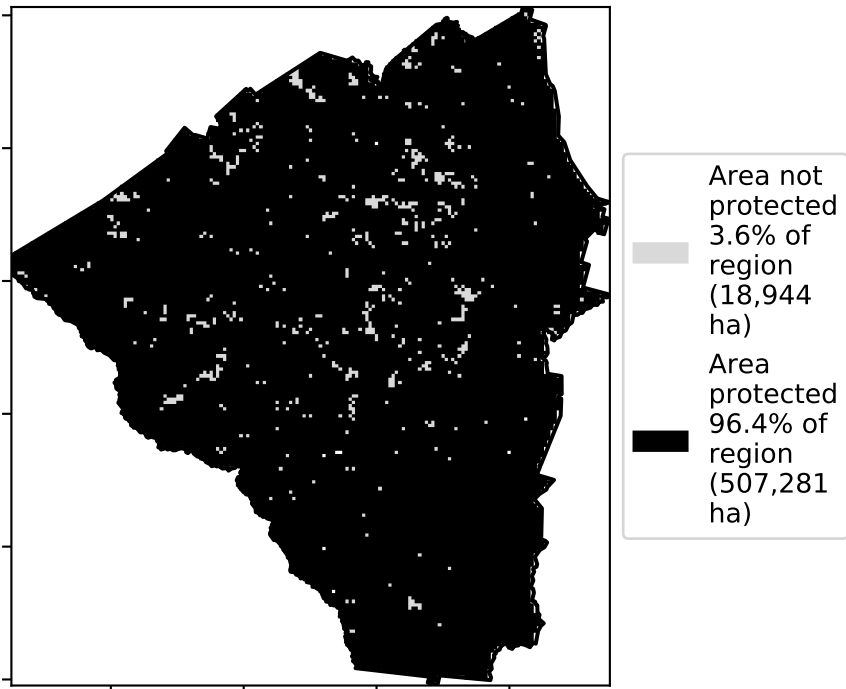 Area not
protected
3.6% of
region
(18,944
ha)
Area
protected
96.4% of
region
(507,281
ha)